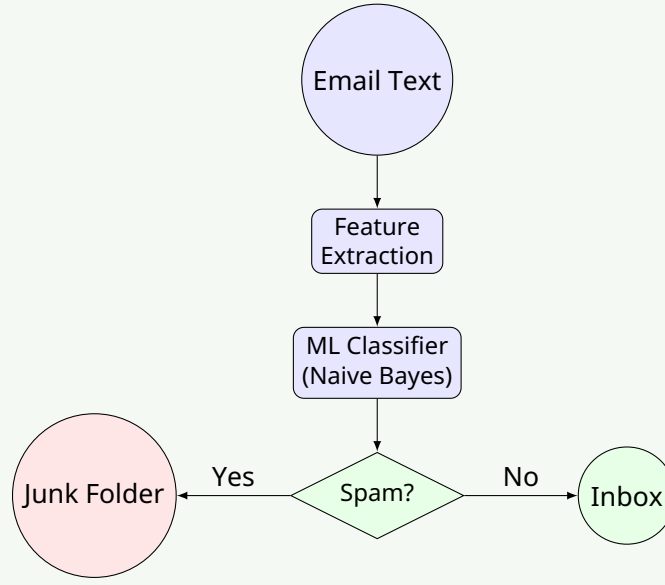 Email Text
Feature
Extraction
ML Classifier
(Naive Bayes)
Junk Folder
Yes
Spam?
No
Inbox